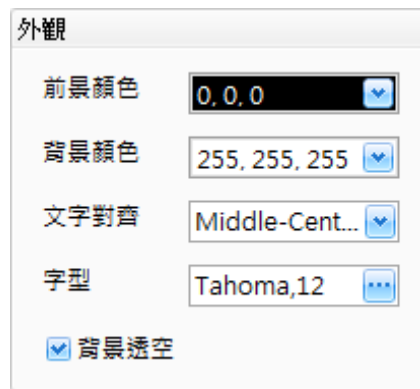 外觀
前景顏色 0, 0, 0
背景顏色 255, 255, 255
文字對齊 Middle-Cent...
字型 Tahoma,12
背景透空